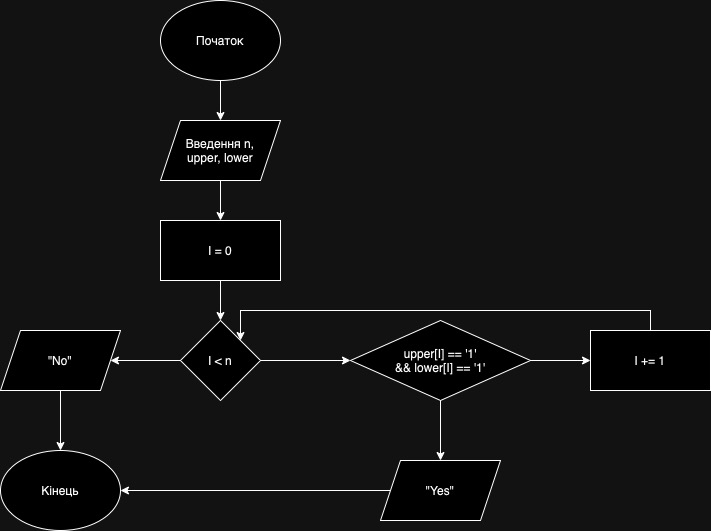 Початок
Введення n,
upper, lower
I = 0
"No"
I < n
upper[I] == '1'
&& lower[I] == '1'
I += 1
Кінець
"Yes"